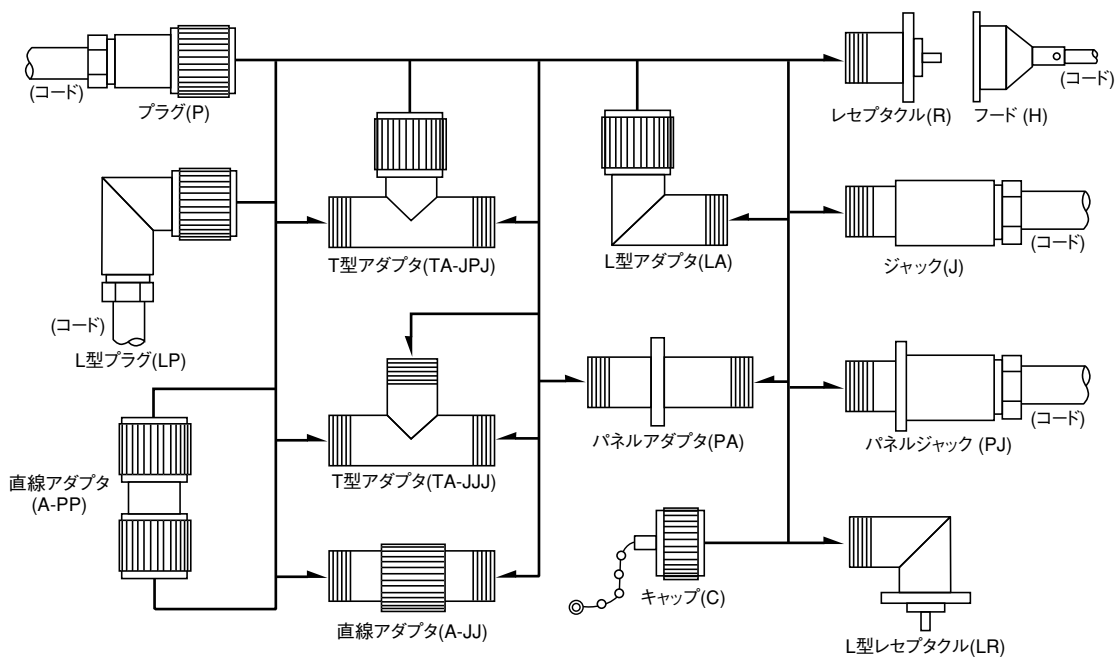 (コード)
プラグ(P)
レセプタクル(R)
フード (H)
(コード)
T型アダプタ(TA-JPJ)
L型アダプタ(LA)
ジャック(J)
(コード)
(コード)
L型プラグ(LP)
直線アダプタ
(A-PP)
T型アダプタ(TA-JJJ)
パネルアダプタ(PA)
パネルジャック (PJ)
(コード)
直線アダプタ(A-JJ)
キャップ(C)
L型レセプタクル(LR)